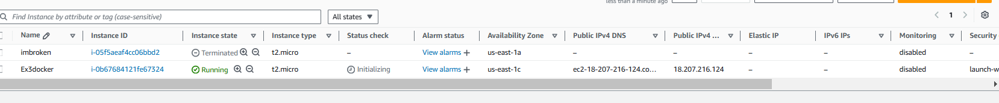 less than a minute ago
Find Instance by attribute or tag (case-sensitive)
All states
1
Name
Instance ID
Instance state
Instance type
Status check
Alarm status
Availability Zone
Public IPv4 DNS
Public IPv4 ...
Elastic IP
IPv6 IPs
Monitoring
Security
imbroken
i-05f5aeaf4cc06bbd2
Terminated
t2.micro
–
View alarms +
us-east-1a
–
–
–
–
disabled
–
Ex3docker
i-0b67684121fe67324
Running
t2.micro
Initializing
View alarms +
us-east-1c
ec2-18-207-216-124.co...
18.207.216.124
–
–
disabled
launch-w